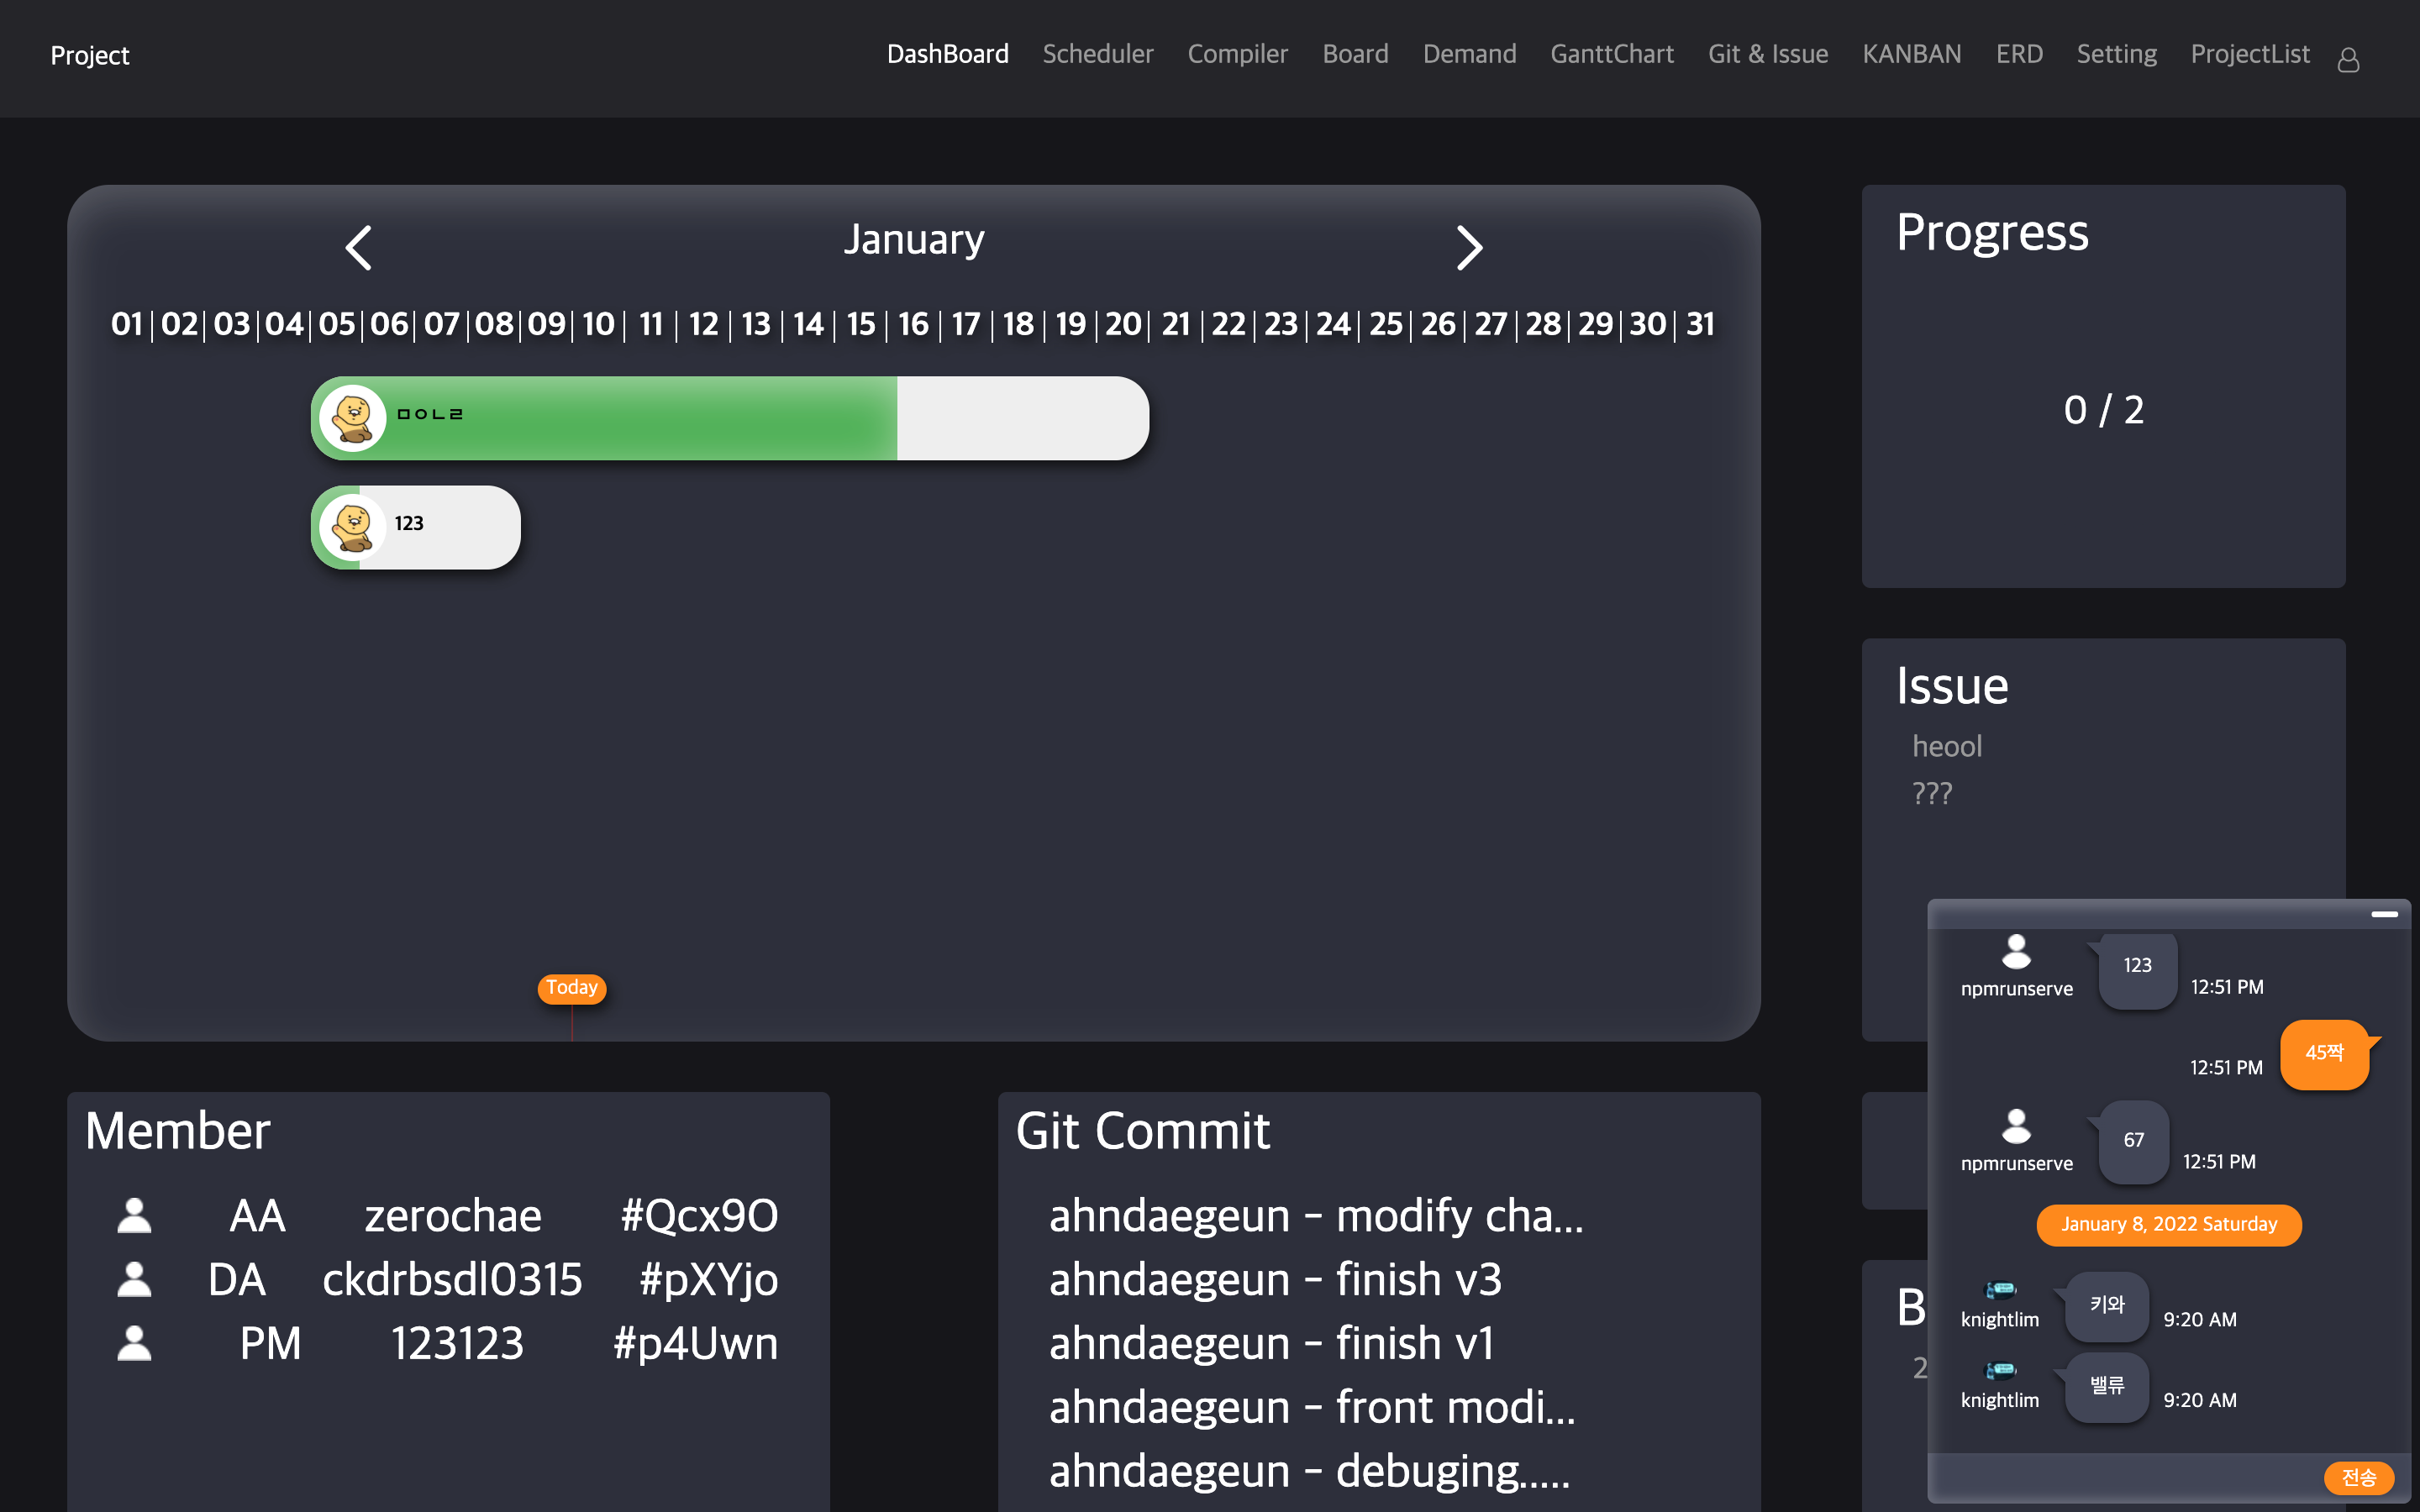 Project
DashBoard Scheduler Compiler Board Demand GanttChart Git & Issue KANBAN ERD Setting ProjectList
January
01 02 03 04 05 06 07 08 09 10 11 12 13 14 15 16 17 18 19 20 21 22 23 24 25 26 27 28 29 30 31
ㅁㅇㄴㄹ
123
Today
Progress
0 / 2
Issue
heool
???
Member
AA zerochae #Qcx9O
DA ckdrbsdl0315 #pXYjo
PM 123123 #p4Uwn
Git Commit
ahndaegeun - modify cha...
ahndaegeun - finish v3
ahndaegeun - finish v1
ahndaegeun - front modi...
ahndaegeun - debuging.....
B
2
npmrunserve 123 12:51 PM
12:51 PM 45짝
npmrunserve 67 12:51 PM
January 8, 2022 Saturday
knightlim 키와 9:20 AM
knightlim 밸류 9:20 AM
전송